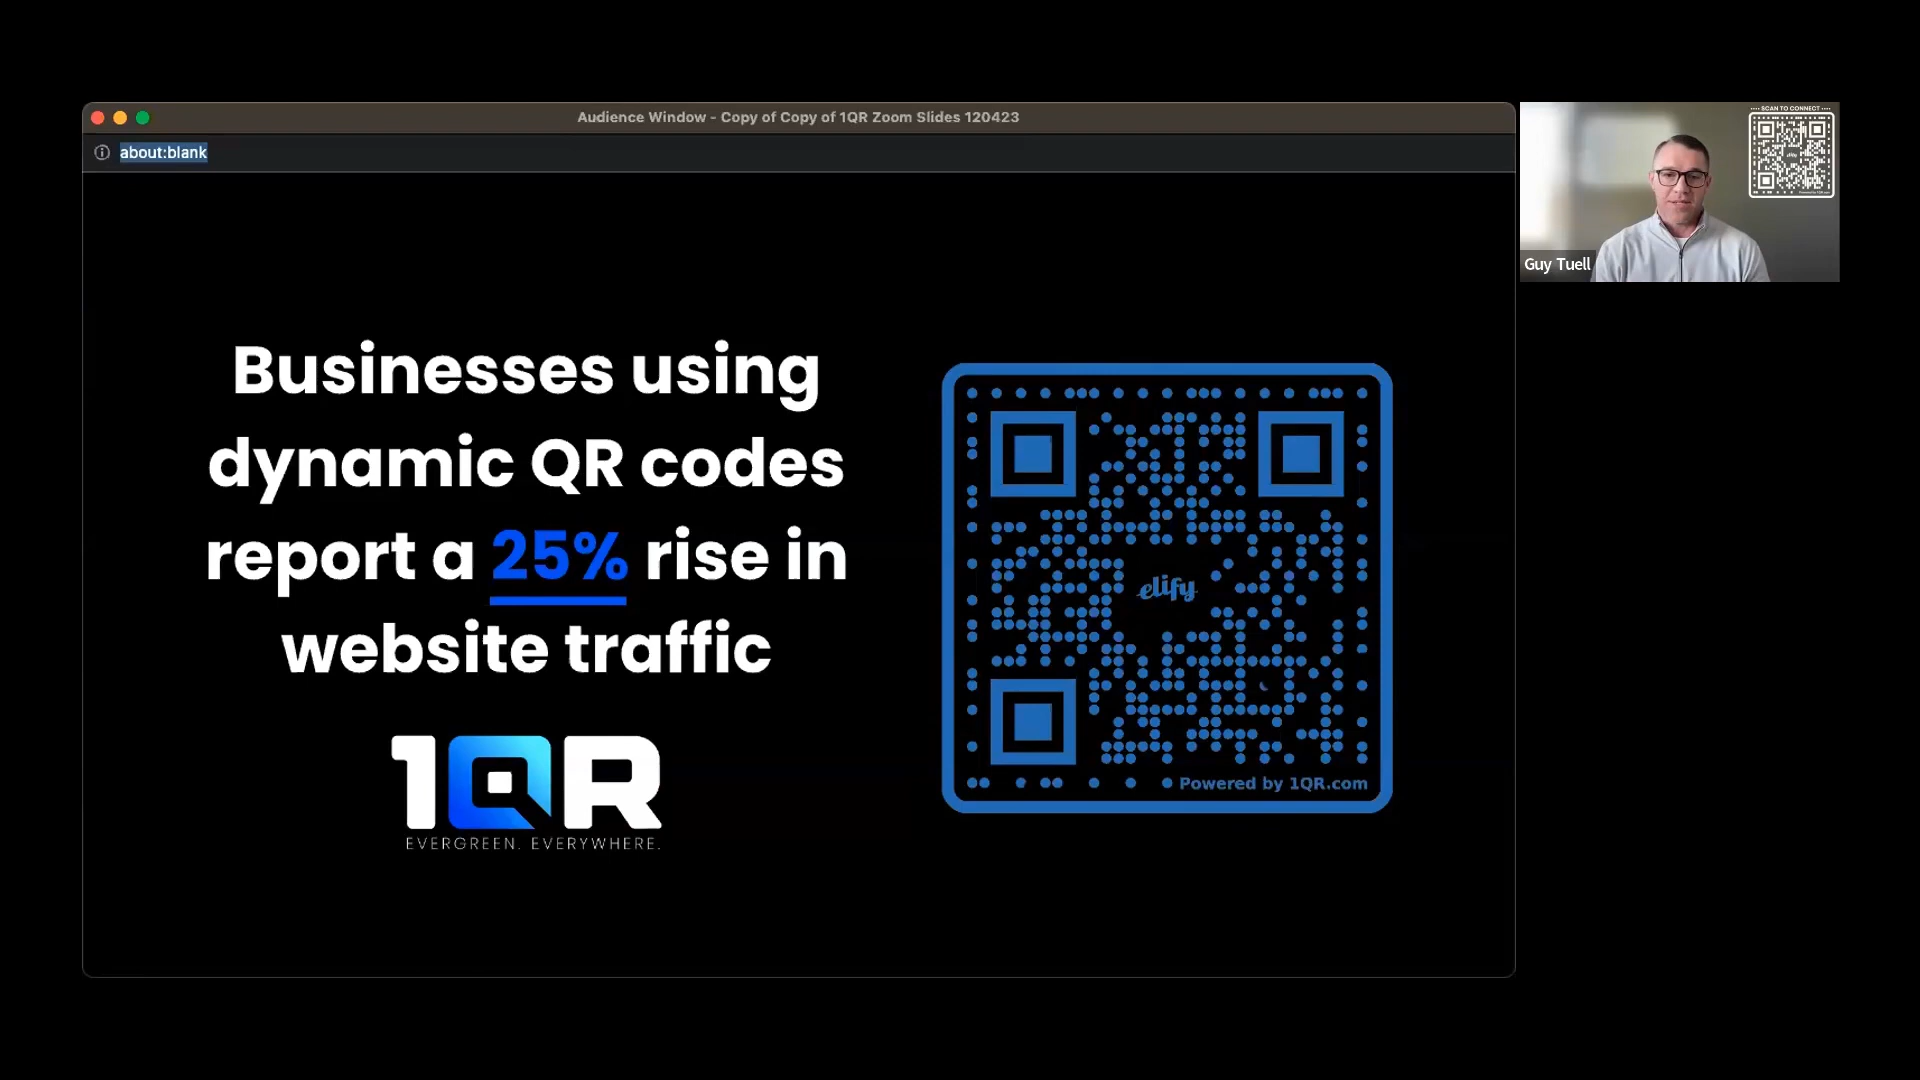 Audience Window - Copy of Copy of 1QR Zoom Slides 120423
about:blank
Businesses using
dynamic QR codes
report a 25% rise in
website traffic
1QR
EVERGREEN. EVERYWHERE.
elify
Powered by 1QR.com
SCAN TO CONNECT
Guy Tuell